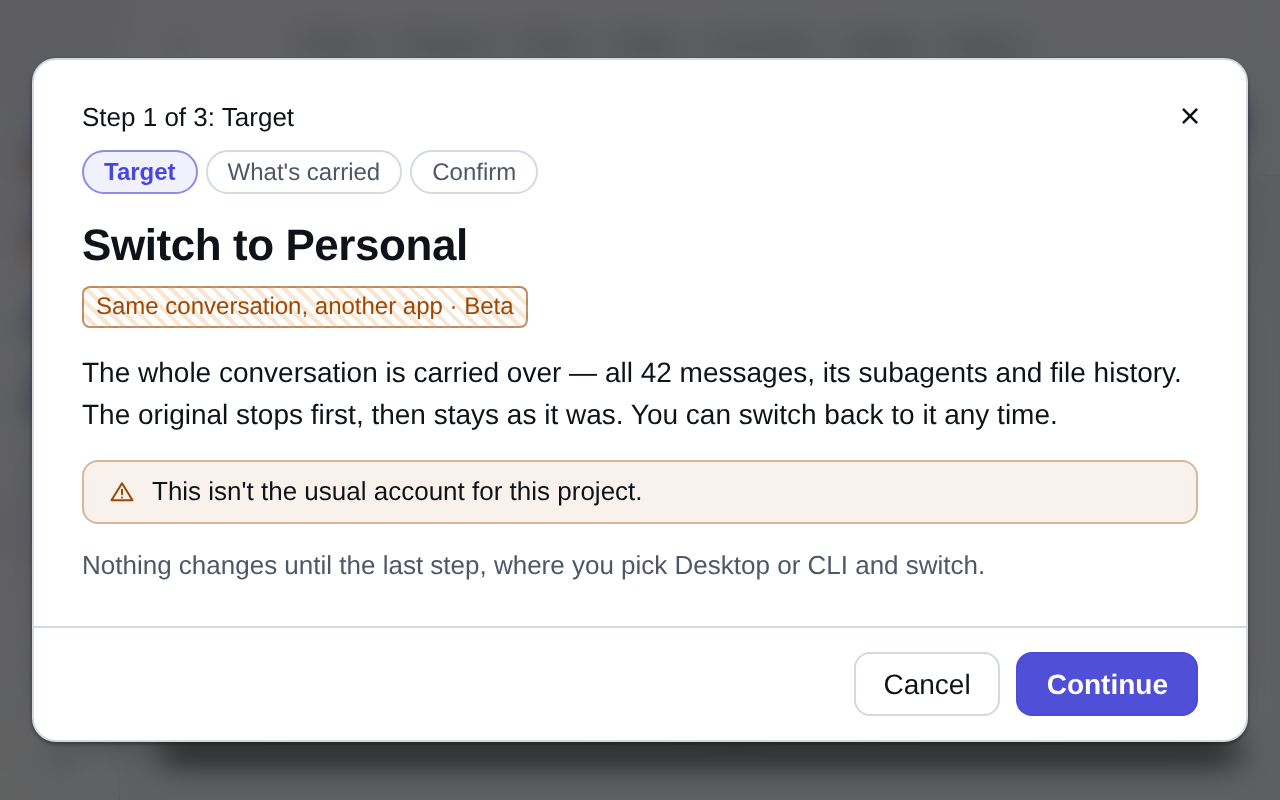 Step 1 of 3: Target
Target
What's carried
Confirm
Switch to Personal
Same conversation, another app · Beta
The whole conversation is carried over — all 42 messages, its subagents and file history.
The original stops first, then stays as it was. You can switch back to it any time.
This isn't the usual account for this project.
Nothing changes until the last step, where you pick Desktop or CLI and switch.
Cancel
Continue